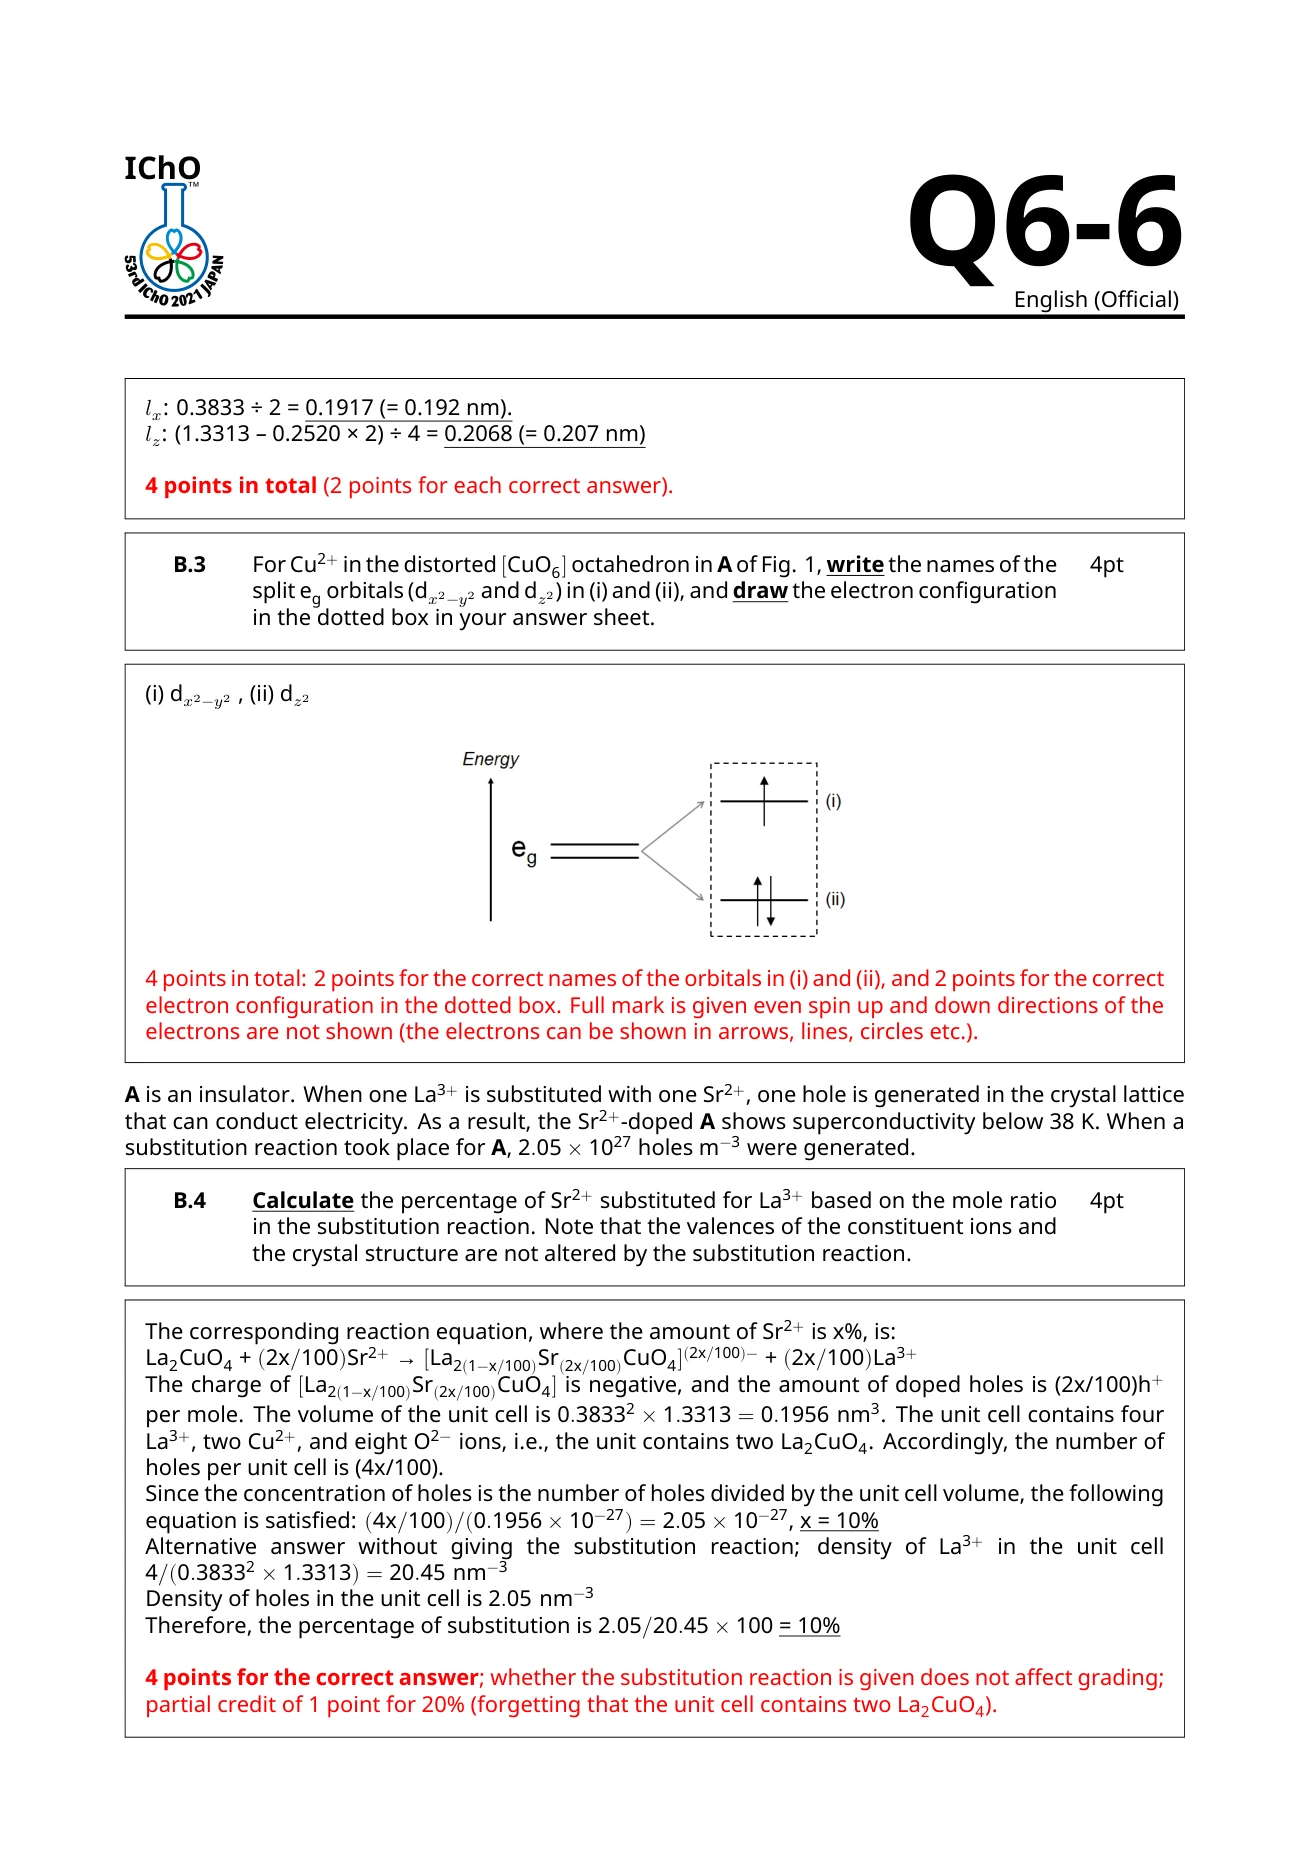 IChO
TM
53rd IChO 2021 JAPAN
Q6-6
English (Official)
lₓ: 0.3833 ÷ 2 = 0.1917 (= 0.192 nm).
l_z: (1.3313 – 0.2520 × 2) ÷ 4 = 0.2068 (= 0.207 nm)
4 points in total (2 points for each correct answer).
B.3 For Cu²⁺ in the distorted [CuO₆] octahedron in A of Fig. 1, write the names of the 4pt
split e_g orbitals (d_{x²−y²} and d_{z²}) in (i) and (ii), and draw the electron configuration
in the dotted box in your answer sheet.
(i) d_{x²−y²} , (ii) d_{z²}
Energy
e_g
(i)
(ii)
4 points in total: 2 points for the correct names of the orbitals in (i) and (ii), and 2 points for the correct
electron configuration in the dotted box. Full mark is given even spin up and down directions of the
electrons are not shown (the electrons can be shown in arrows, lines, circles etc.).
A is an insulator. When one La³⁺ is substituted with one Sr²⁺, one hole is generated in the crystal lattice
that can conduct electricity. As a result, the Sr²⁺-doped A shows superconductivity below 38 K. When a
substitution reaction took place for A, 2.05 × 10²⁷ holes m⁻³ were generated.
B.4 Calculate the percentage of Sr²⁺ substituted for La³⁺ based on the mole ratio 4pt
in the substitution reaction. Note that the valences of the constituent ions and
the crystal structure are not altered by the substitution reaction.
The corresponding reaction equation, where the amount of Sr²⁺ is x%, is:
La₂CuO₄ + (2x/100)Sr²⁺ → [La_{2(1−x/100)}Sr_{(2x/100)}CuO₄]^{(2x/100)−} + (2x/100)La³⁺
The charge of [La_{2(1−x/100)}Sr_{(2x/100)}CuO₄] is negative, and the amount of doped holes is (2x/100)h⁺
per mole. The volume of the unit cell is 0.3833² × 1.3313 = 0.1956 nm³. The unit cell contains four
La³⁺, two Cu²⁺, and eight O²⁻ ions, i.e., the unit contains two La₂CuO₄. Accordingly, the number of
holes per unit cell is (4x/100).
Since the concentration of holes is the number of holes divided by the unit cell volume, the following
equation is satisfied: (4x/100)/(0.1956 × 10⁻²⁷) = 2.05 × 10⁻²⁷, x = 10%
Alternative answer without giving the substitution reaction; density of La³⁺ in the unit cell
4/(0.3833² × 1.3313) = 20.45 nm⁻³
Density of holes in the unit cell is 2.05 nm⁻³
Therefore, the percentage of substitution is 2.05/20.45 × 100 = 10%
4 points for the correct answer; whether the substitution reaction is given does not affect grading;
partial credit of 1 point for 20% (forgetting that the unit cell contains two La₂CuO₄).